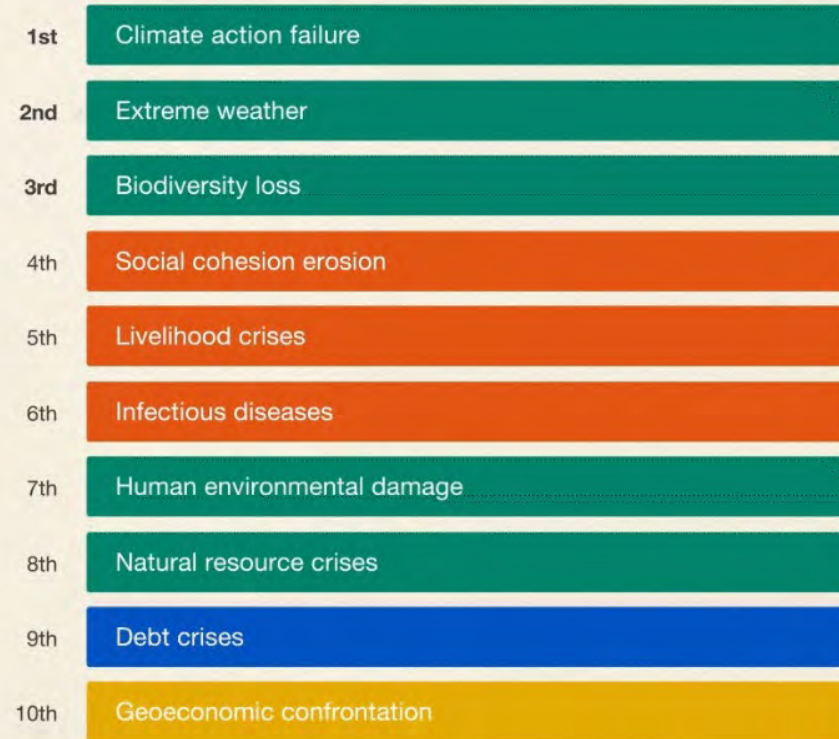 1st Climate action failure
2nd Extreme weather
3rd Biodiversity loss
4th Social cohesion erosion
5th Livelihood crises
6th Infectious diseases
7th Human environmental damage
8th Natural resource crises
9th Debt crises
10th Geoeconomic confrontation